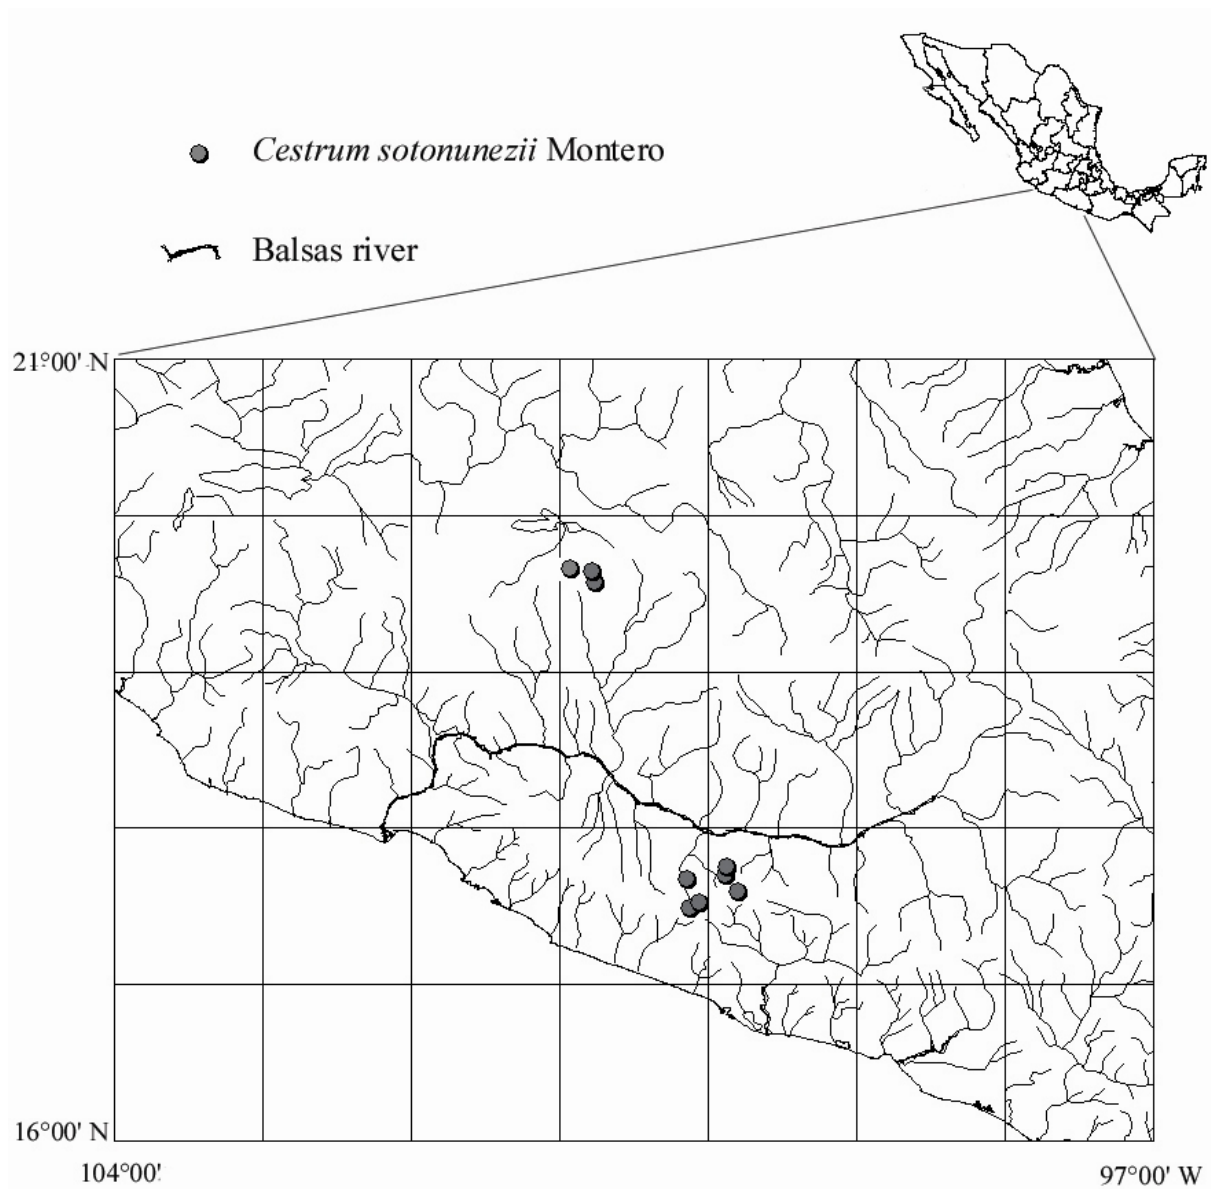 Cestrum sotonunezii Montero
Balsas river
21°00' N
16°00' N
104°00'
97°00' W